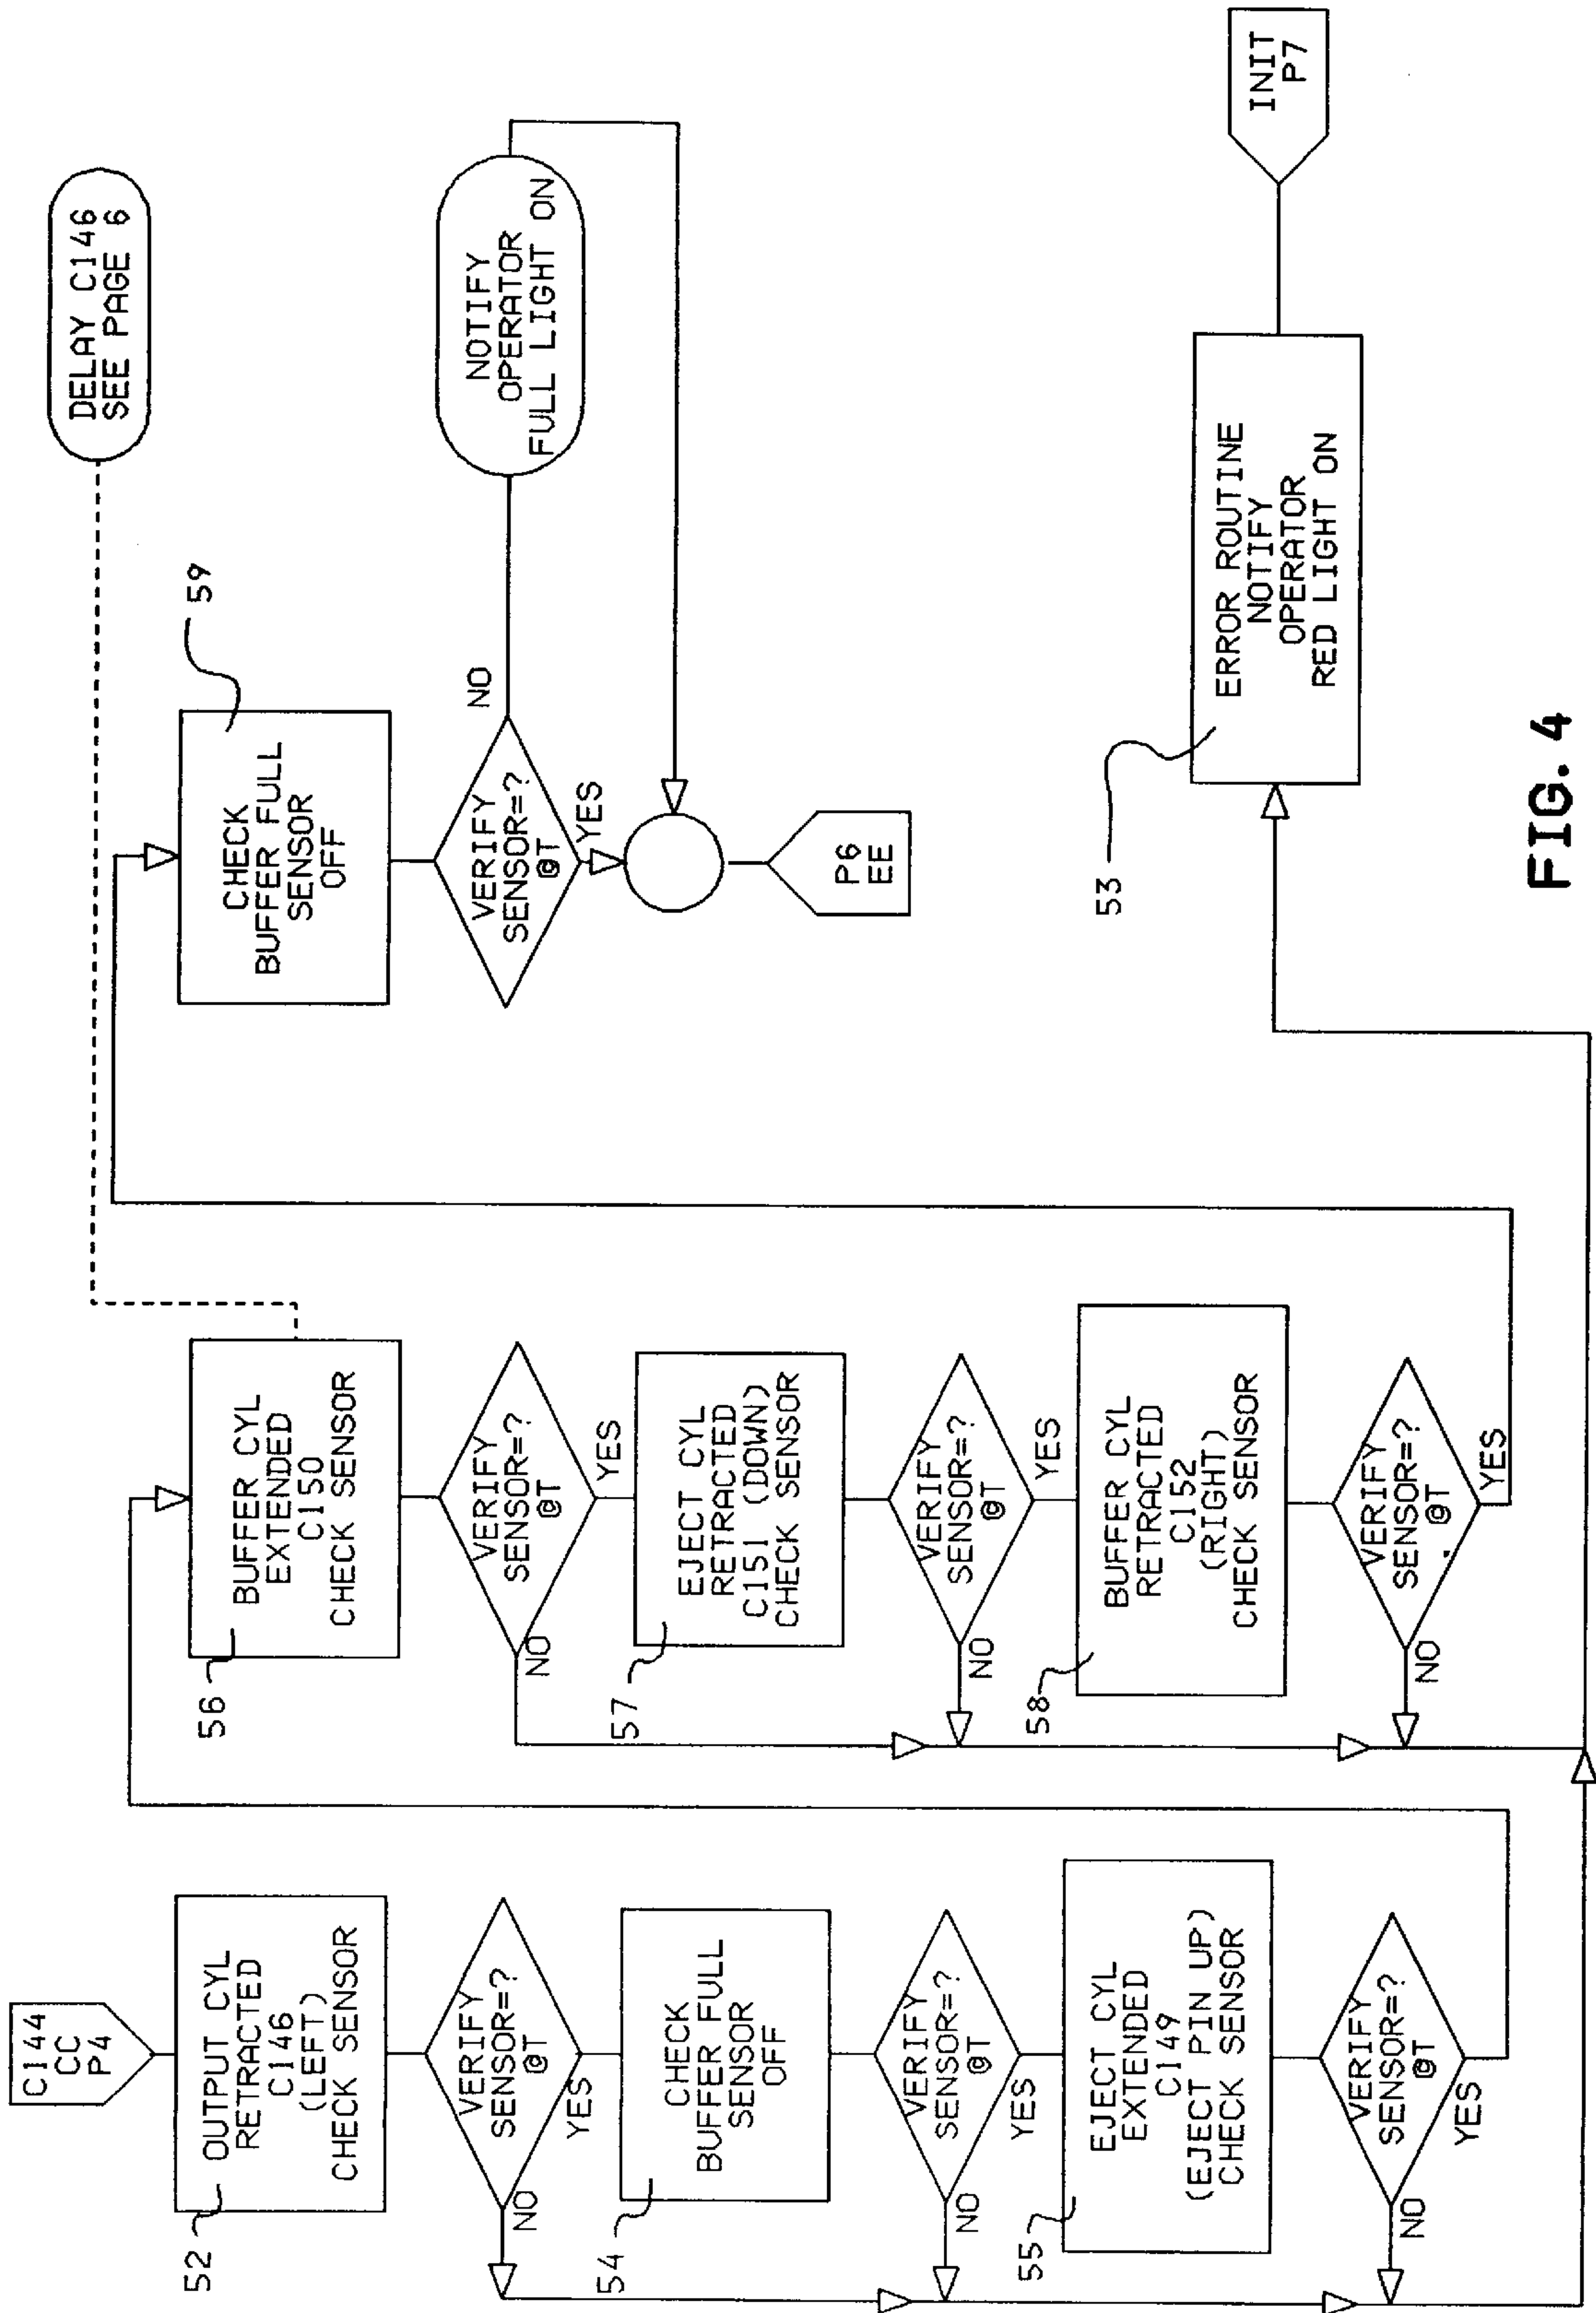 C144
CC
P4
52
OUTPUT CYL
RETRACTED
C146
(LEFT)
CHECK SENSOR
VERIFY
SENSOR=?
@T
NO
YES
54
CHECK
BUFFER FULL
SENSOR
OFF
VERIFY
SENSOR=?
@T
NO
YES
55
EJECT CYL
EXTENDED
C149
(EJECT PIN UP)
CHECK SENSOR
VERIFY
SENSOR=?
@T
NO
YES
56
BUFFER CYL
EXTENDED
C150
CHECK SENSOR
VERIFY
SENSOR=?
@T
NO
YES
57
EJECT CYL
RETRACTED
C151 (DOWN)
CHECK SENSOR
VERIFY
SENSOR=?
@T
NO
YES
58
BUFFER CYL
RETRACTED
C152
(RIGHT)
CHECK SENSOR
VERIFY
SENSOR=?
@T
NO
YES
DELAY C146
SEE PAGE 6
59
CHECK
BUFFER FULL
SENSOR
OFF
VERIFY
SENSOR=?
@T
NO
YES
NOTIFY
OPERATOR
FULL LIGHT ON
P6
EE
53
ERROR ROUTINE
NOTIFY
OPERATOR
RED LIGHT ON
INIT
P7
FIG. 4